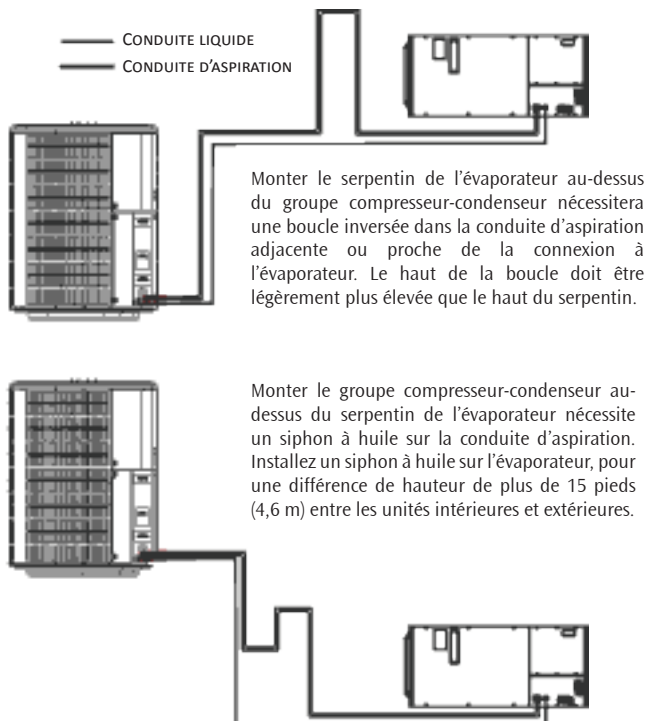 CONDUITE LIQUIDE
CONDUITE D'ASPIRATION
Monter le serpentin de l'évaporateur au-dessus
du groupe compresseur-condenseur nécessitera
une boucle inversée dans la conduite d'aspiration
adjacente ou proche de la connexion à
l'évaporateur. Le haut de la boucle doit être
légèrement plus élevée que le haut du serpentin.
Monter le groupe compresseur-condenseur au-
dessus du serpentin de l'évaporateur nécessite
un siphon à huile sur la conduite d'aspiration.
Installez un siphon à huile sur l'évaporateur, pour
une différence de hauteur de plus de 15 pieds
(4,6 m) entre les unités intérieures et extérieures.